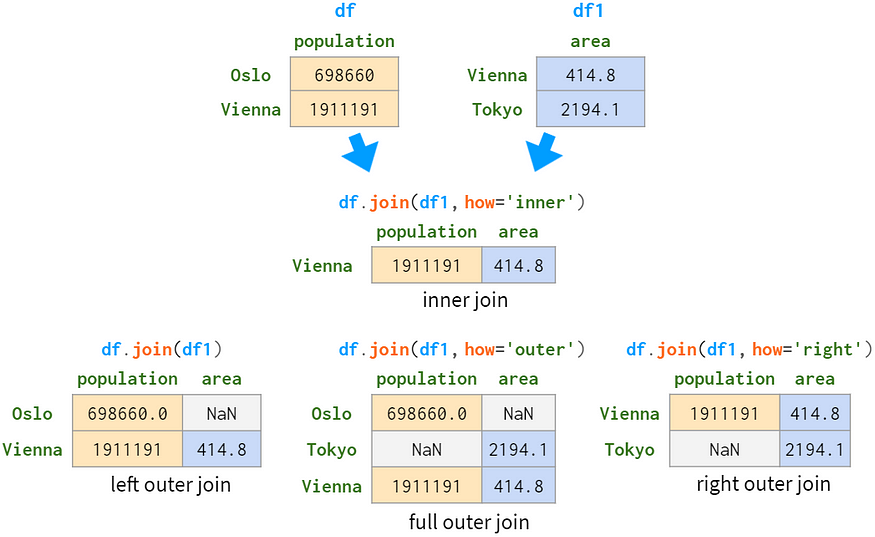 df df1
population area
Oslo 698660 Vienna 414.8
Vienna 1911191 Tokyo 2194.1
df.join(df1, how='inner')
population area
Vienna 1911191 414.8
inner join
df.join(df1) df.join(df1, how='outer') df.join(df1, how='right')
population area population area population area
Oslo 698660.0 NaN Oslo 698660.0 NaN Vienna 1911191 414.8
Vienna 1911191 414.8 Tokyo NaN 2194.1 Tokyo NaN 2194.1
left outer join Vienna 1911191 414.8 right outer join
full outer join